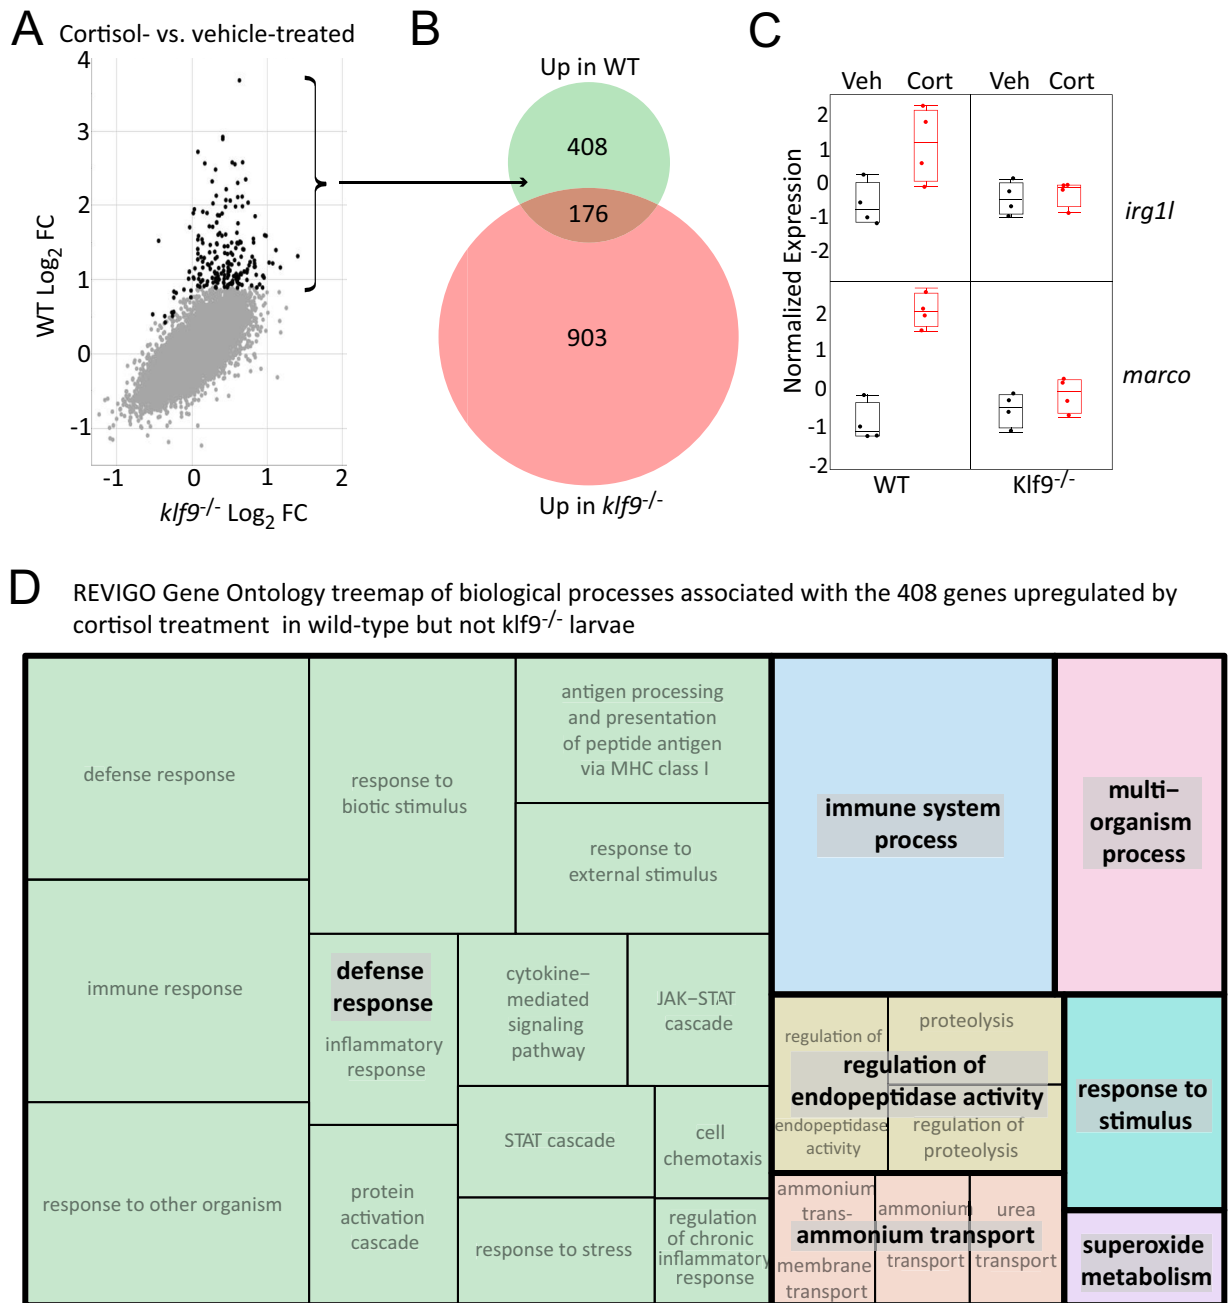 A Cortisol- vs. vehicle-treated
4
3
2
1
0
-1
WT Log2 FC
-1 0 1 2
klf9-/- Log2 FC
B
Up in WT
408
176
903
Up in klf9-/-
C
Veh Cort Veh Cort
Normalized Expression
2
1
0
-1
-2
irg1l
2
1
0
-1
-2
marco
WT Klf9-/-
D REVIGO Gene Ontology treemap of biological processes associated with the 408 genes upregulated by
cortisol treatment in wild-type but not klf9-/- larvae
defense response
immune response
response to other organism
response to
biotic stimulus
antigen processing
and presentation
of peptide antigen
via MHC class I
response to
external stimulus
defense
response
inflammatory
response
cytokine−
mediated
signaling
pathway
JAK−STAT
cascade
protein
activation
cascade
STAT cascade
cell
chemotaxis
response to stress
regulation
of chronic
inflammatory
response
immune system
process
multi−
organism
process
regulation of
endopeptidase
activity
proteolysis
regulation of
endopeptidase activity
regulation of
proteolysis
response to
stimulus
ammonium
trans-
membrane
transport
ammonium
transport
urea
transport
ammonium transport
superoxide
metabolism